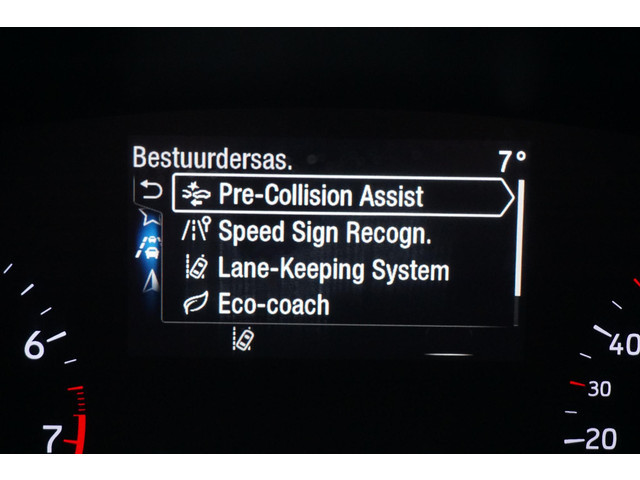 Bestuurdersas. 7°
Pre-Collision Assist
Speed Sign Recogn.
Lane-Keeping System
Eco-coach
6
7
40
30
20